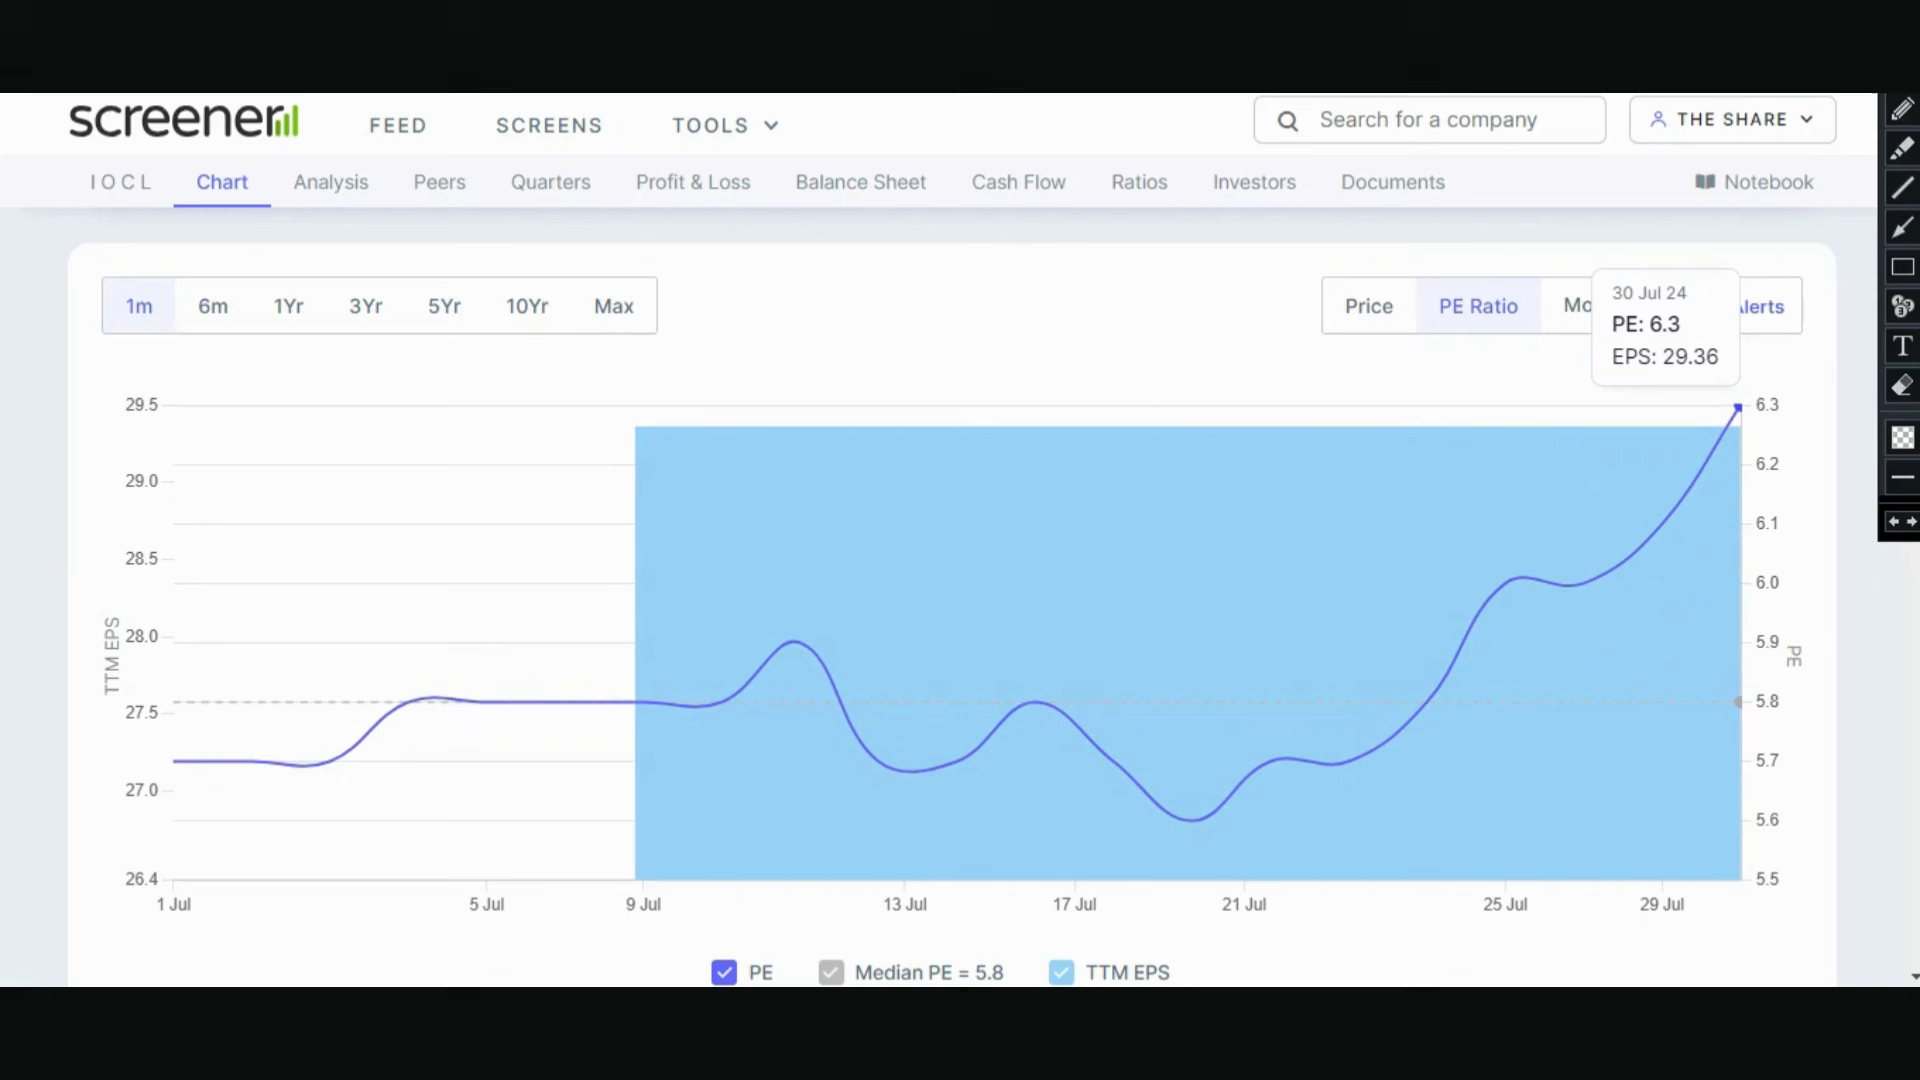 screener
FEED SCREENS TOOLS
Search for a company
THE SHARE
I O C L Chart Analysis Peers Quarters Profit & Loss Balance Sheet Cash Flow Ratios Investors Documents Notebook
1m 6m 1Yr 3Yr 5Yr 10Yr Max
Price PE Ratio Mo lerts
30 Jul 24
PE: 6.3
EPS: 29.36
29.5 6.3
6.2
29.0
6.1
28.5
6.0
28.0 5.9
TTM EPS PE
27.5 5.8
5.7
27.0
5.6
26.4 5.5
1 Jul 5 Jul 9 Jul 13 Jul 17 Jul 21 Jul 25 Jul 29 Jul
PE Median PE = 5.8 TTM EPS
T